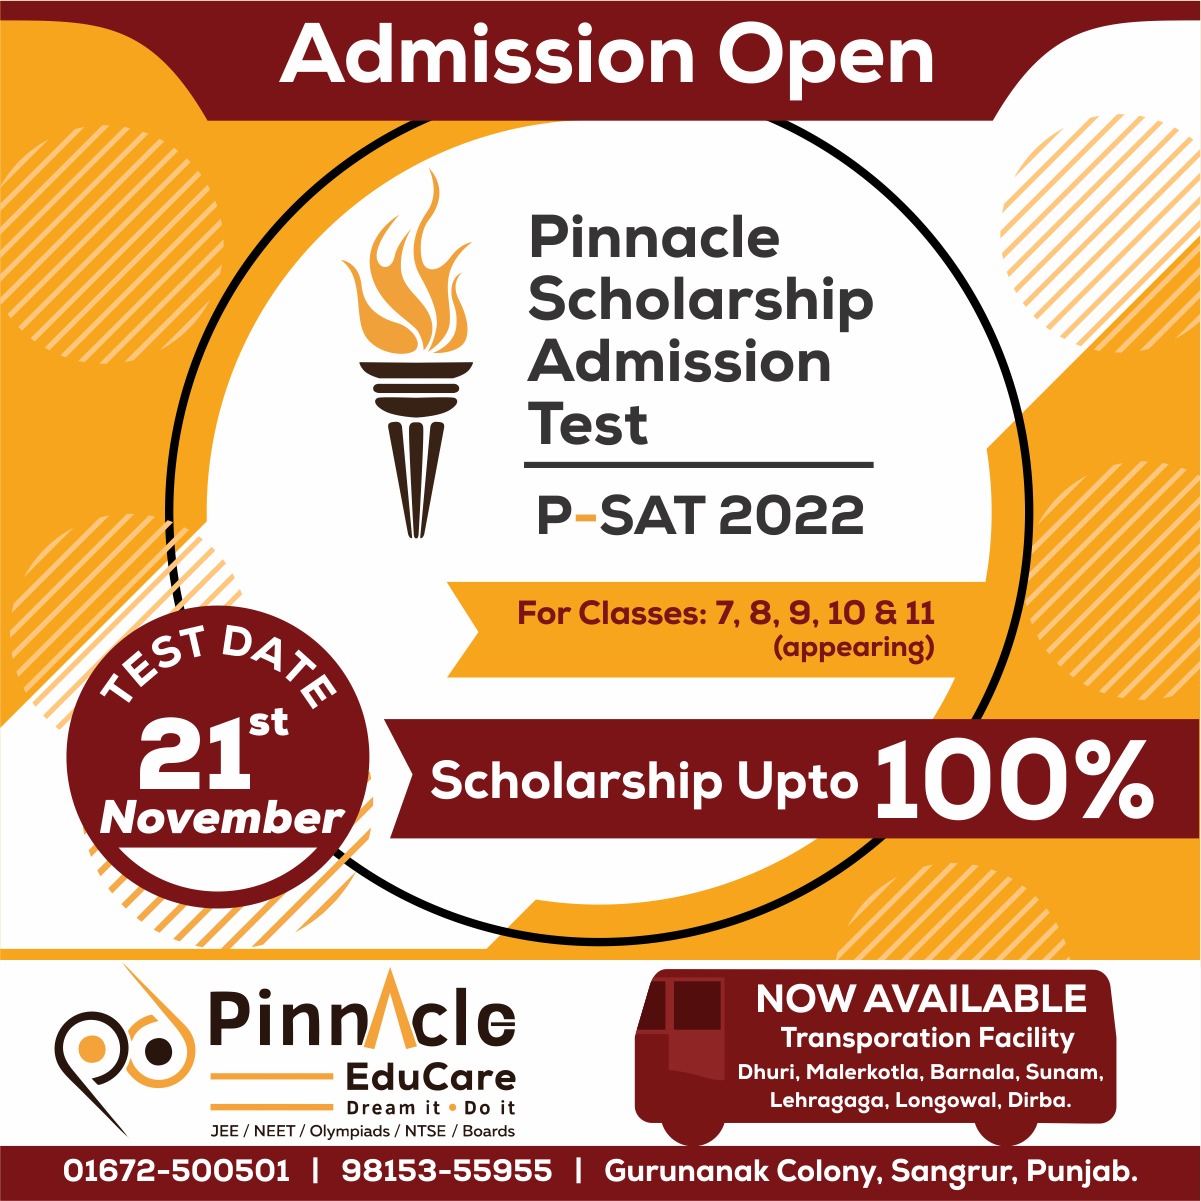 Admission Open
Pinnacle
Scholarship
Admission
Test
P-SAT 2022
For Classes: 7, 8, 9, 10 & 11
(appearing)
TEST DATE
21st
November
Scholarship Upto 100%
Pinnacle
EduCare
Dream it • Do it
JEE / NEET / Olympiads / NTSE / Boards
NOW AVAILABLE
Transporation Facility
Dhuri, Malerkotla, Barnala, Sunam,
Lehragaga, Longowal, Dirba.
01672-500501 | 98153-55955 | Gurunanak Colony, Sangrur, Punjab.